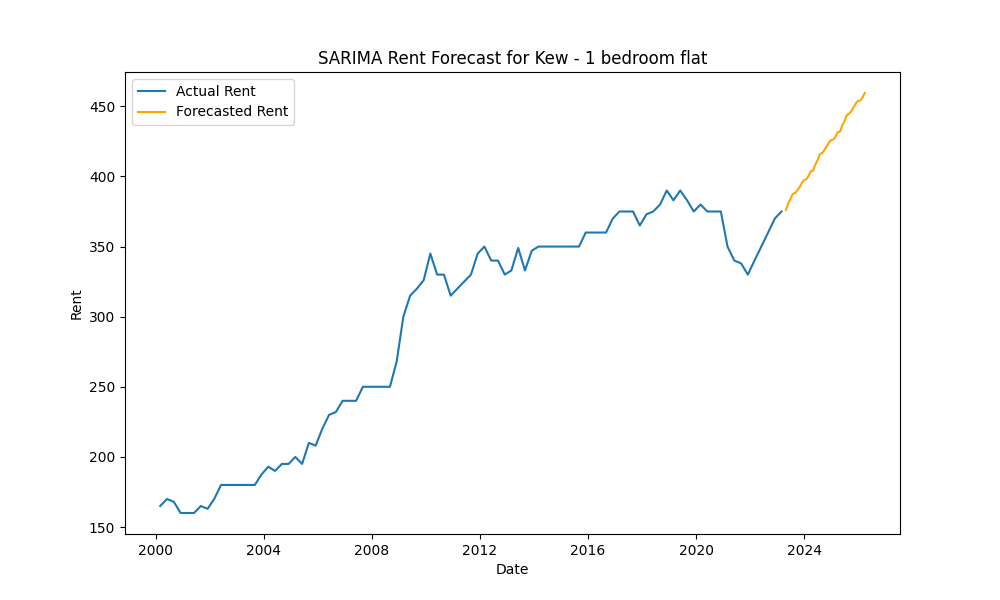 SARIMA Rent Forecast for Kew - 1 bedroom flat
Actual Rent
Forecasted Rent
450
400
350
300
250
200
150
Rent
2000 2004 2008 2012 2016 2020 2024
Date